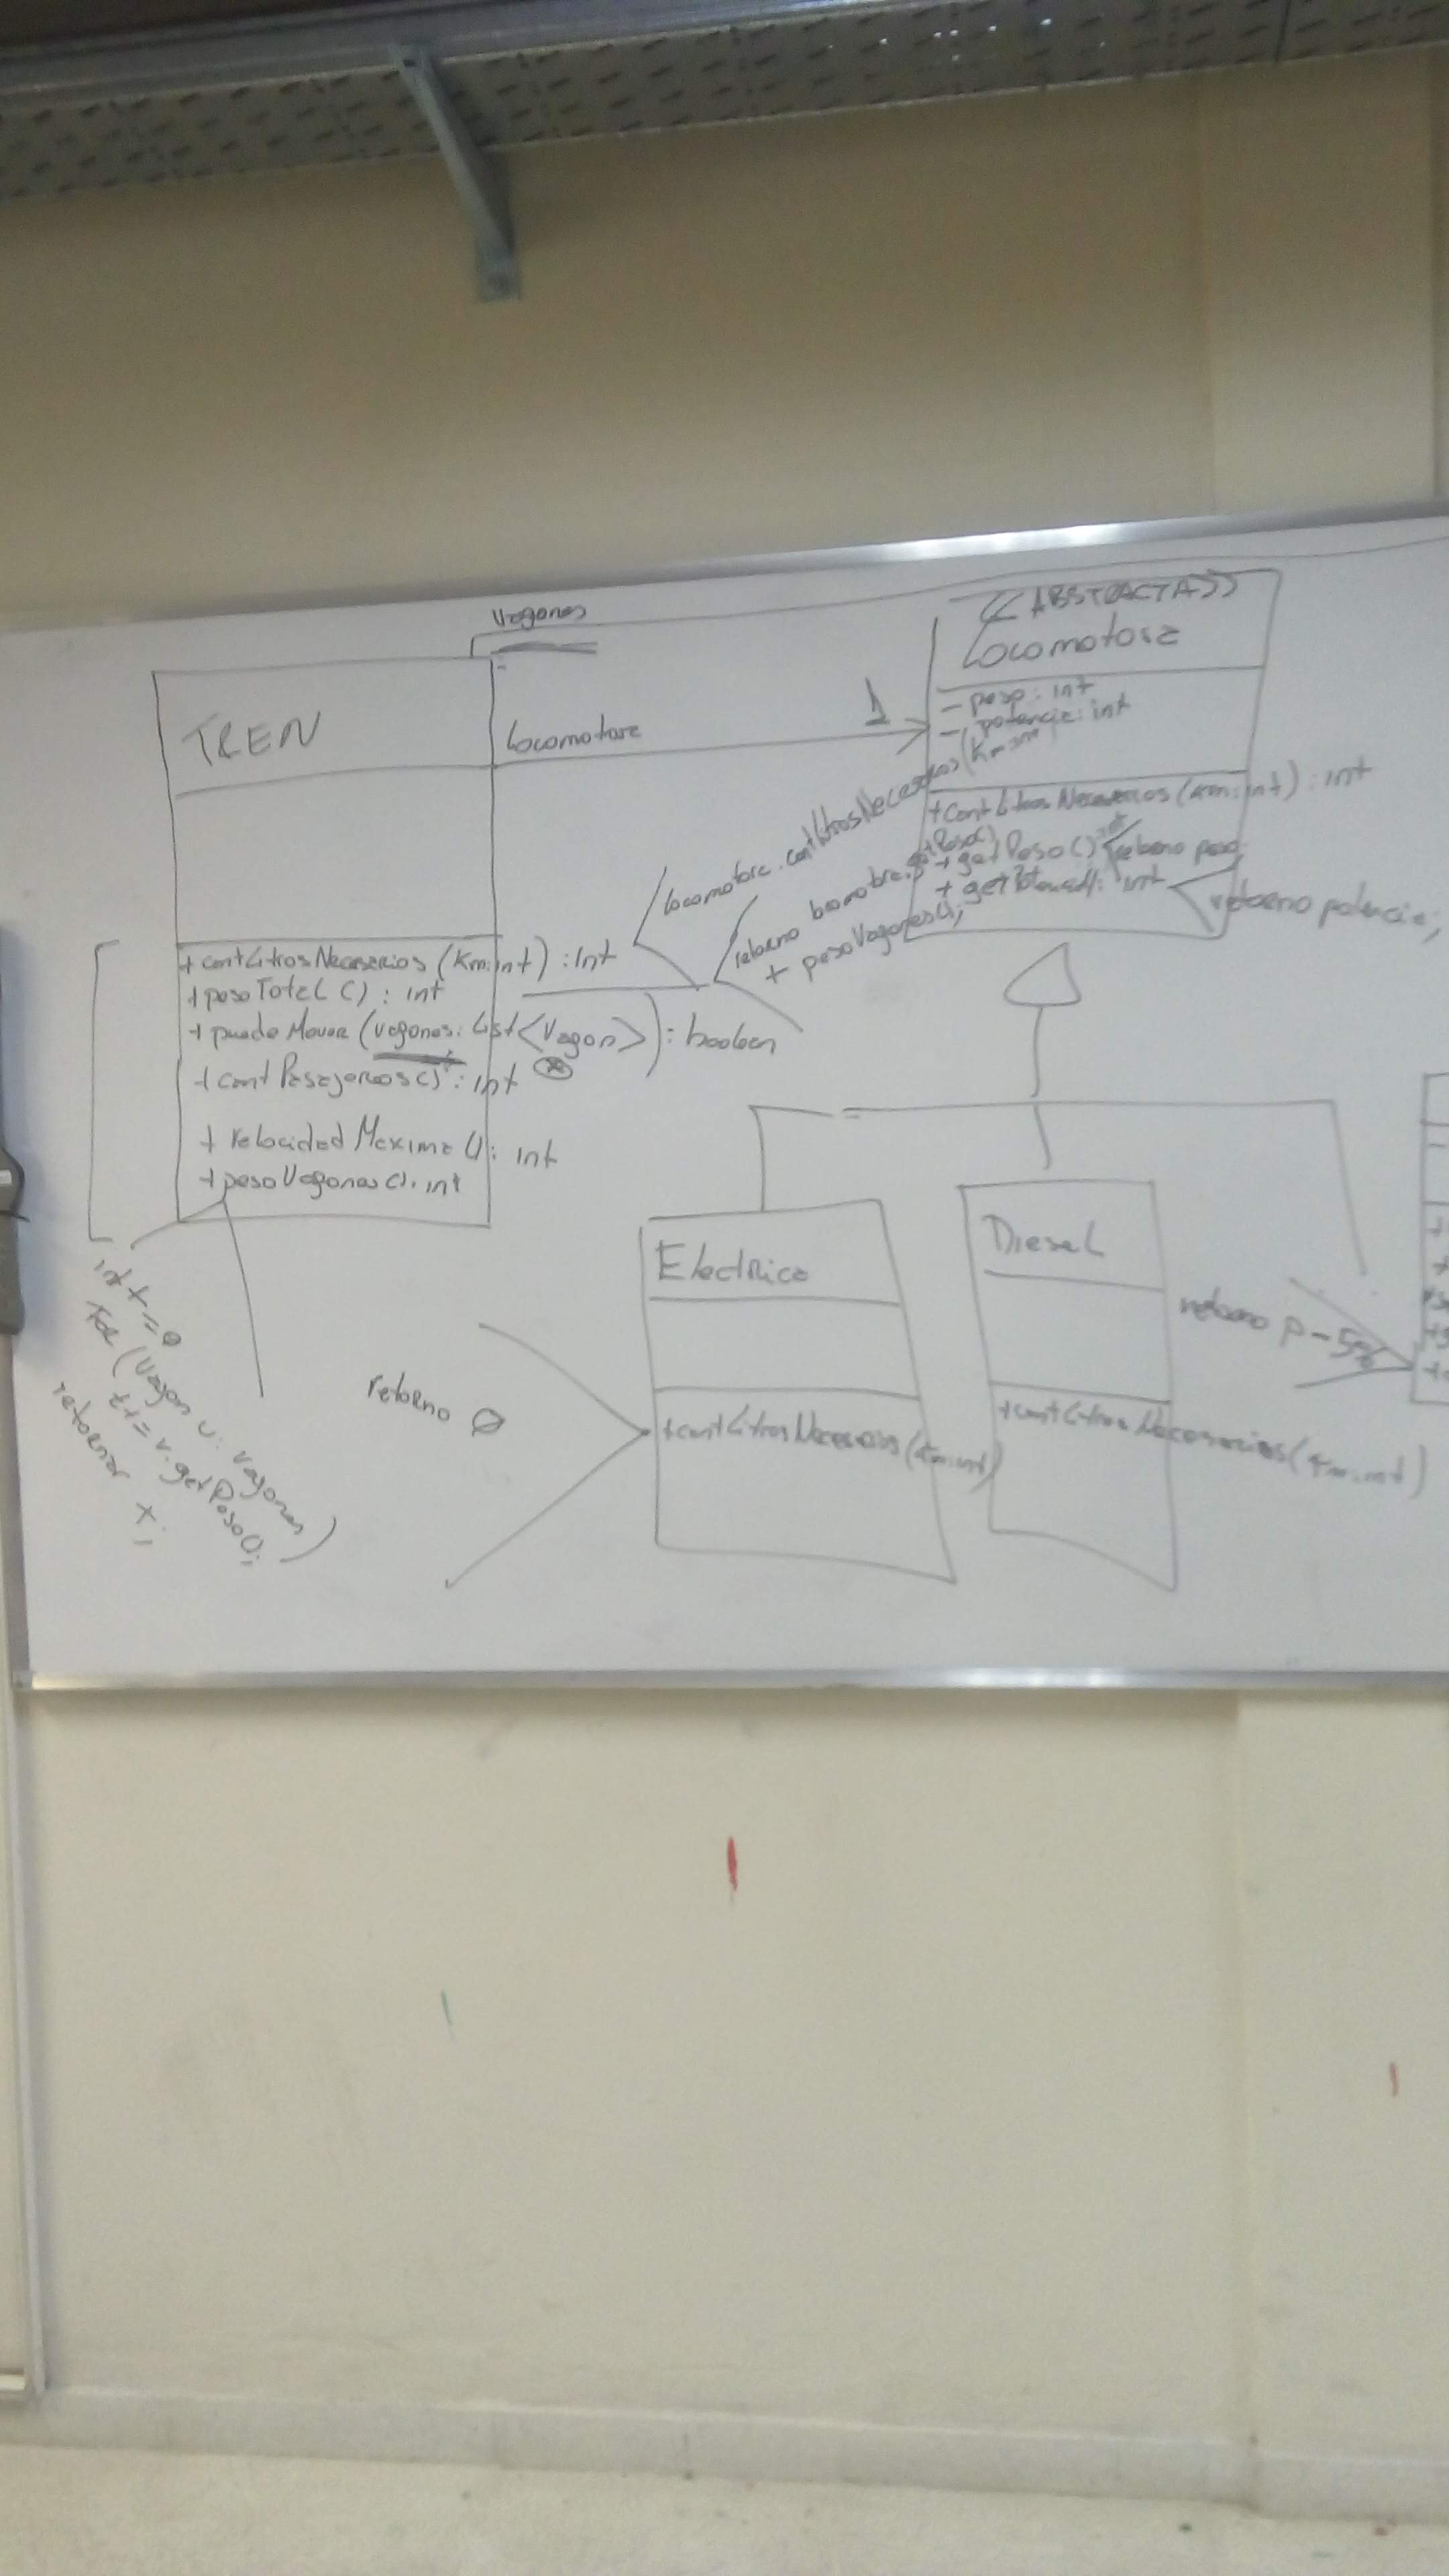 Vagones
TREN
Locomotora
1
<<ABSTRACTA>>
Locomotora
- peso: int
- potencia: int
+cantLitrosNecesarios (km:int) : int
+ getPeso() : int
retorno peso;
+ getPotencia(): int
retorno potencia;
locomotora.cantLitrosNecesarios(Km:int)
retorno locomotora.getPeso()
+ pesoVagones();
+ cantLitrosNecesarios (Km:int) : Int
+ pesoTotal () : int
+ puedeMover (vagones: List<Vagon>) : boolean
+ cantPasajeros() : int
+ velocidadMaxima (): int
+ pesoVagones(): int
int t = 0
For (Vagon v: vagones)
t+= v.getPeso();
retornar t;
retorno 0
Electrica
+cantLitrosNecesarios(Km:int)
Diesel
+cantLitrosNecesarios(Km:int)
retorno p-5%